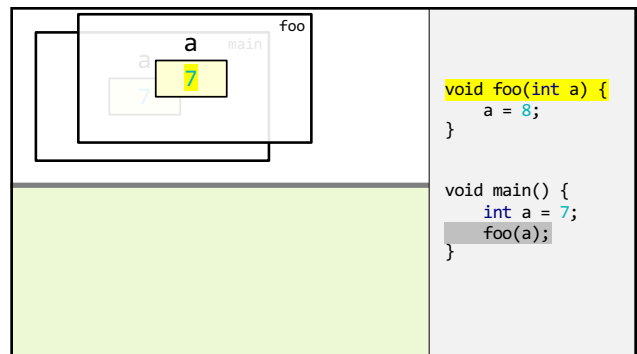 foo
a
main
a
7
7
void foo(int a) {
a = 8;
}
void main() {
int a = 7;
foo(a);
}